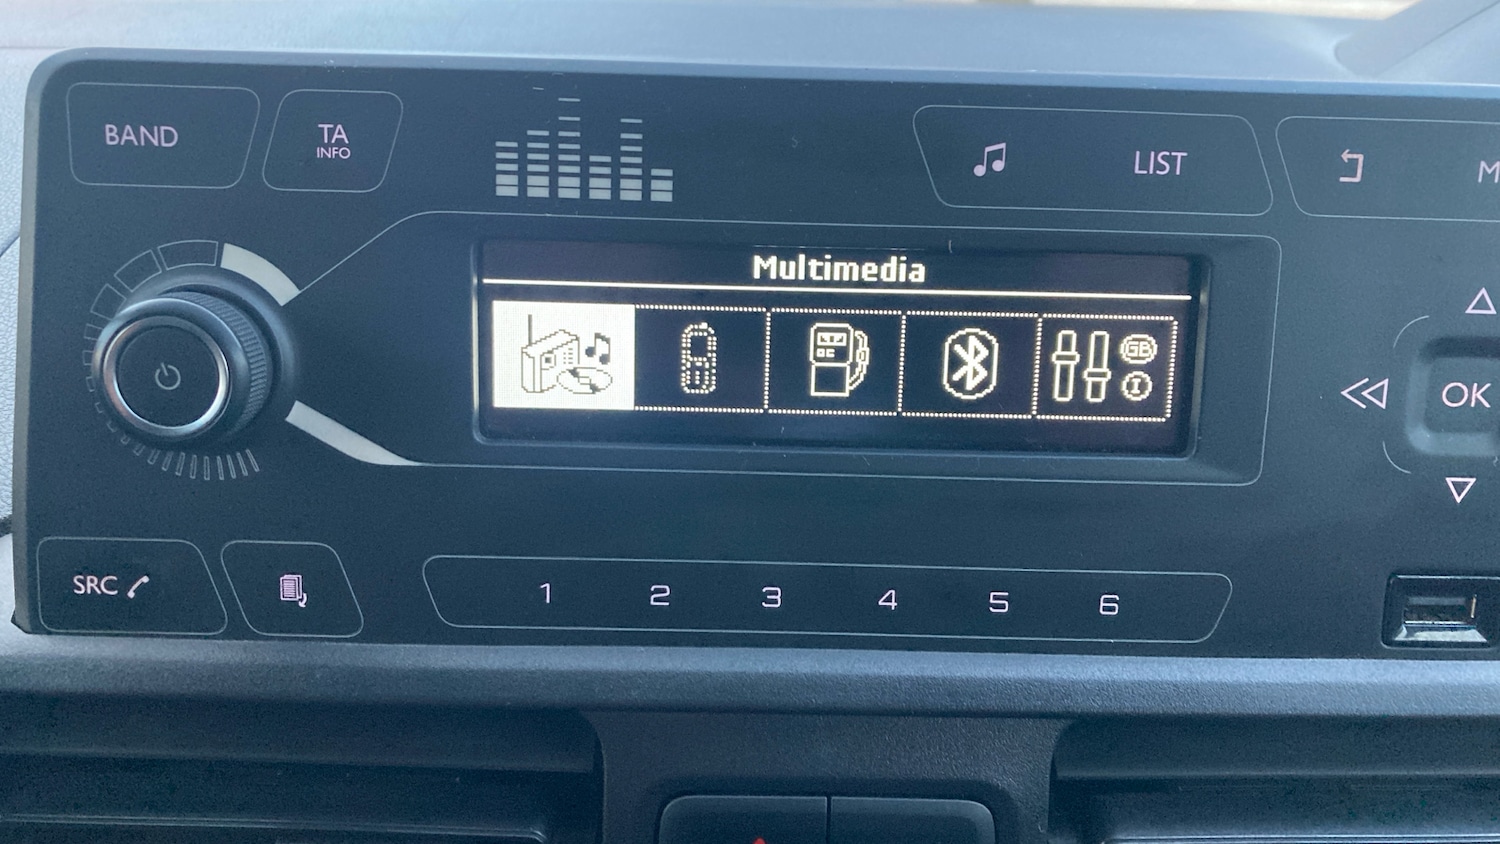 BAND
TA
INFO
LIST
M
Multimedia
GB
OK
SRC
1 2 3 4 5 6